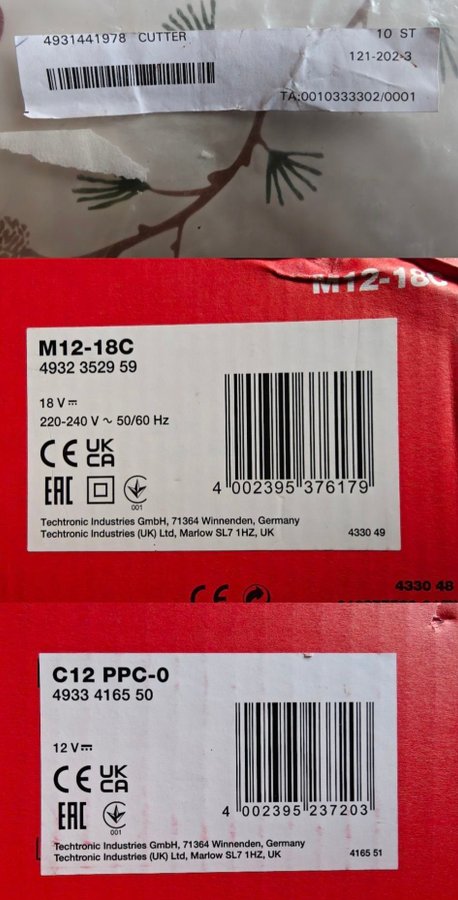 4931441978 CUTTER 10 ST
121-202-3
TA:0010333302/0001
M12-18C
M12-18C
4932 3529 59
18 V
220-240 V ~ 50/60 Hz
CE UK CA
EAC
001
4 002395 376179
Techtronic Industries GmbH, 71364 Winnenden, Germany
Techtronic Industries (UK) Ltd, Marlow SL7 1HZ, UK 4330 49
CE 4330 48
C12 PPC-0
4933 4165 50
12 V
CE UK CA
EAC
001
4 002395 237203
Techtronic Industries GmbH, 71364 Winnenden, Germany
Techtronic Industries (UK) Ltd, Marlow SL7 1HZ, UK 4165 51